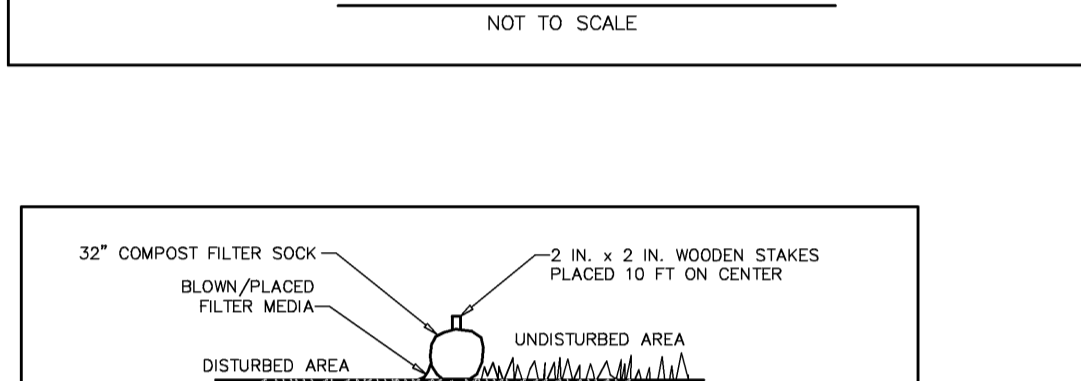 NOT TO SCALE
32" COMPOST FILTER SOCK
2 IN. x 2 IN. WOODEN STAKES
PLACED 10 FT ON CENTER
BLOWN/PLACED
FILTER MEDIA
UNDISTURBED AREA
DISTURBED AREA